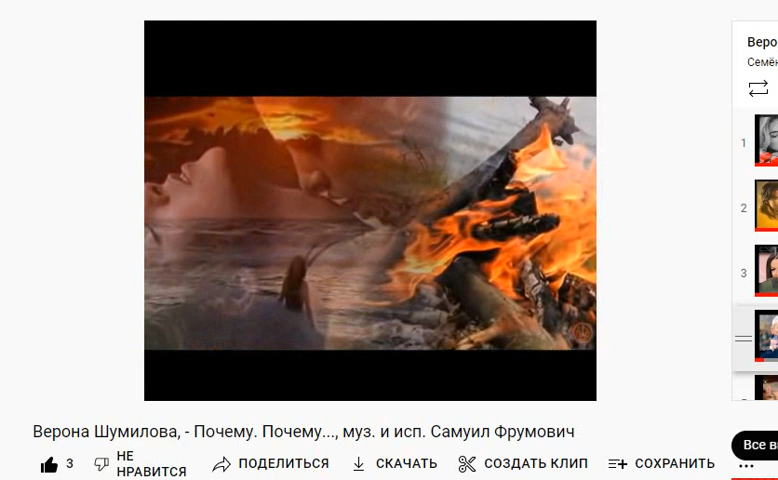 Веро
Семён
1
2
3
Верона Шумилова, - Почему. Почему..., муз. и исп. Самуил Фрумович
Все в
3
НЕ
НРАВИТСЯ
ПОДЕЛИТЬСЯ
СКАЧАТЬ
СОЗДАТЬ КЛИП
СОХРАНИТЬ